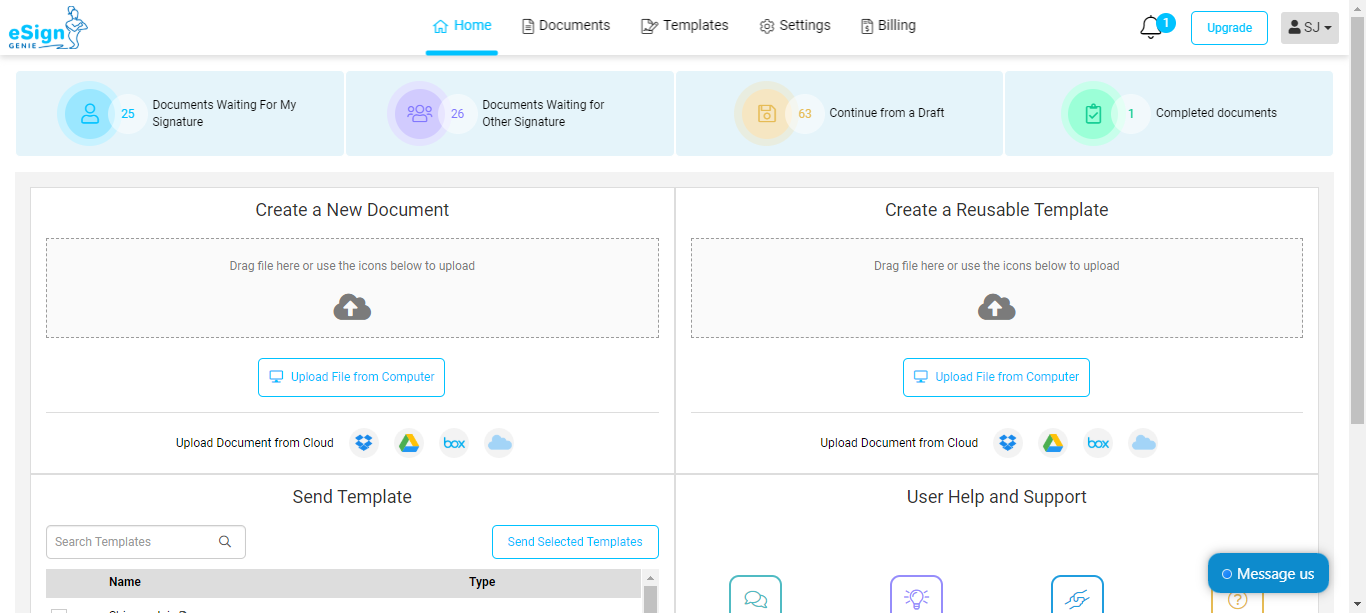 eSign
GENIE
Home
Documents
Templates
Settings
Billing
1
Upgrade
SJ
25
Documents Waiting For My
Signature
26
Documents Waiting for
Other Signature
63
Continue from a Draft
1
Completed documents
Create a New Document
Drag file here or use the icons below to upload
Upload File from Computer
Upload Document from Cloud
box
Create a Reusable Template
Drag file here or use the icons below to upload
Upload File from Computer
Upload Document from Cloud
box
Send Template
Search Templates
Send Selected Templates
Name
Type
User Help and Support
Message us